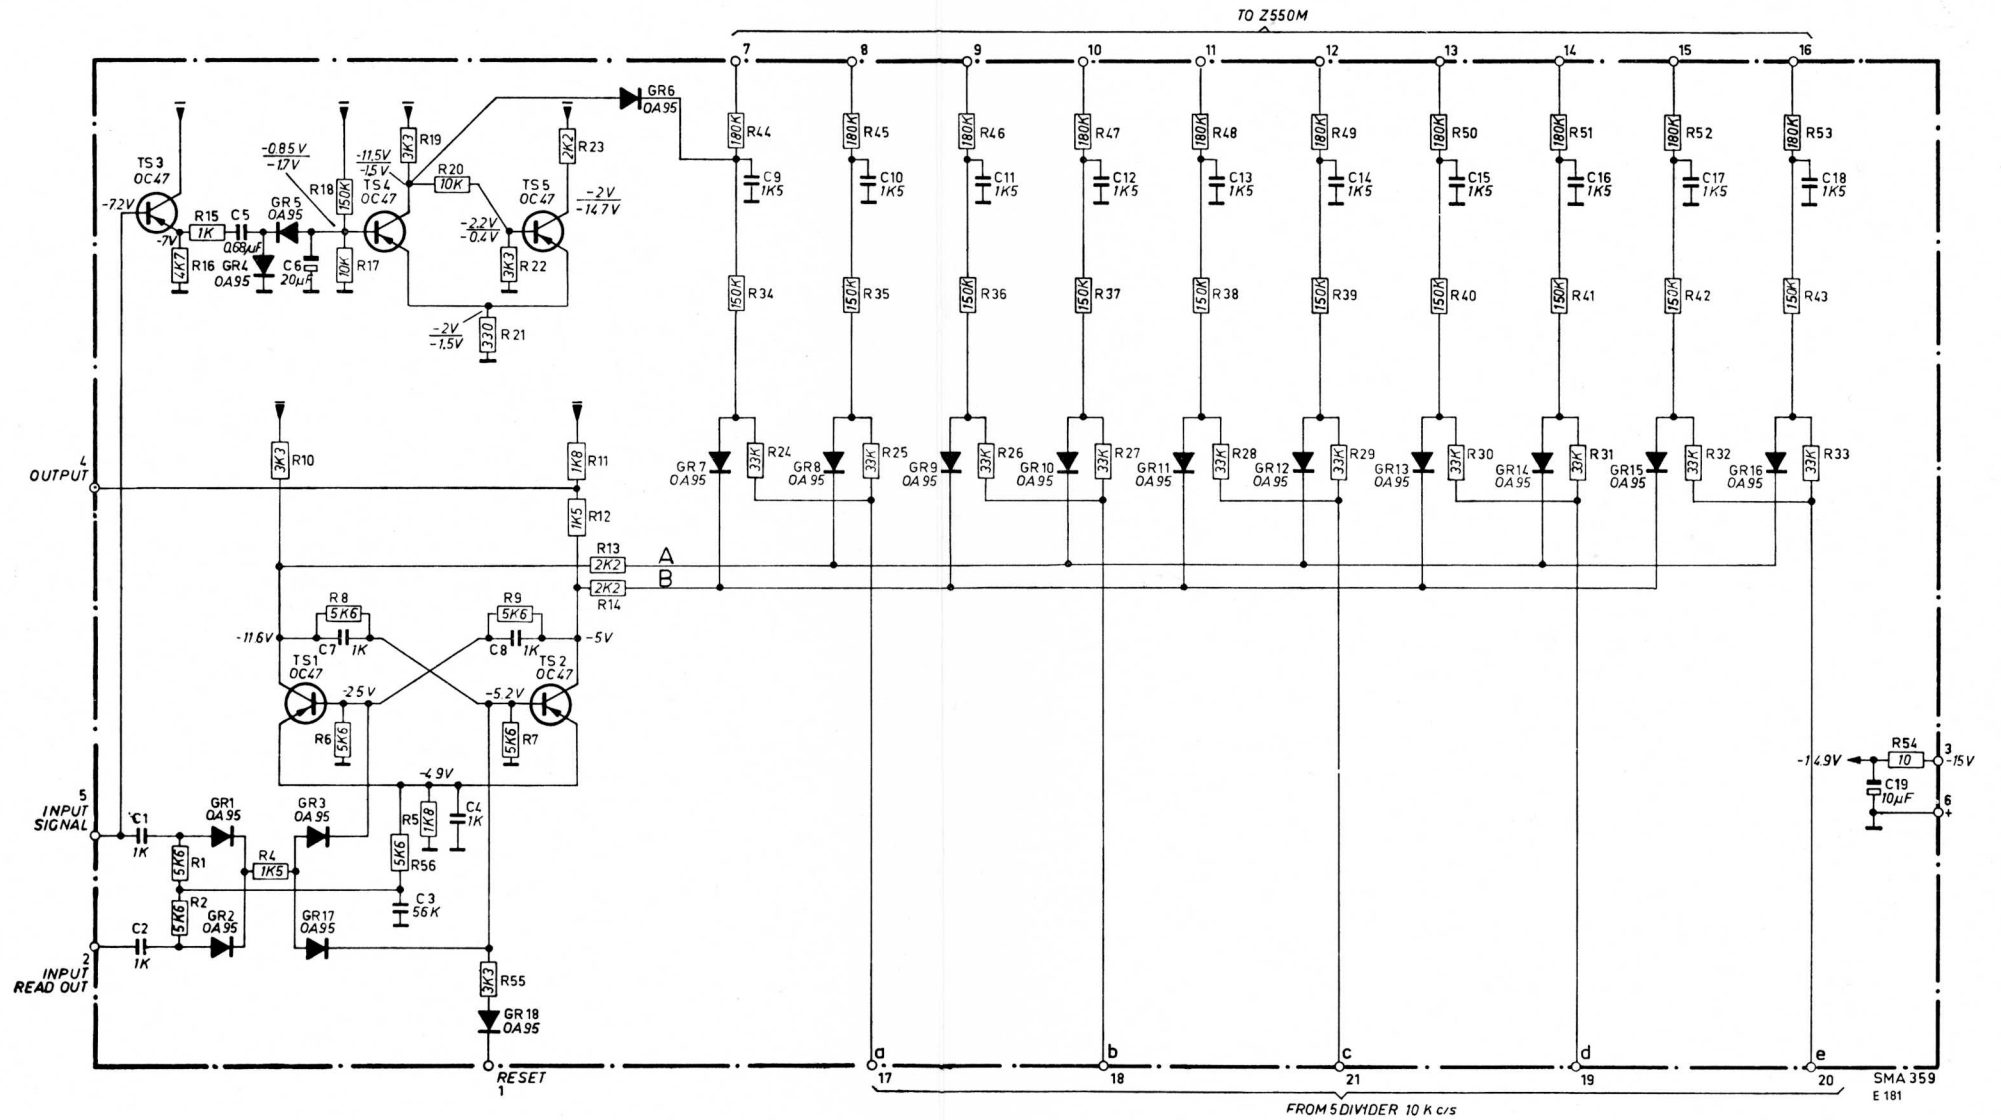 TO Z550M
7 8 9 10 11 12 13 14 15 16
GR6
OA95
R44 180K
R45 180K
R46 180K
R47 180K
R48 180K
R49 180K
R50 180K
R51 180K
R52 180K
R53 180K
C9
1K5
C10
1K5
C11
1K5
C12
1K5
C13
1K5
C14
1K5
C15
1K5
C16
1K5
C17
1K5
C18
1K5
TS3
OC47
-7.2V
-7V
R15
1K
C5
0.68µF
R16 4K7
GR4
OA95
GR5
OA95
C6
20µF
-0.85V
-1.7V
R18 150K
R17 10K
-11.5V
-1.5V
TS4
OC47
R19 3K3
R20
10K
-2.2V
-0.4V
R22 3K3
TS5
OC47
R23 2K2
-2V
-14.7V
-2V
-1.5V
R21 330
R34 150K
R35 150K
R36 150K
R37 150K
R38 150K
R39 150K
R40 150K
R41 150K
R42 150K
R43 150K
4
OUTPUT
R10 3K3
R11 1K8
R12 1K5
GR7
OA95
R24 33K
GR8
OA95
R25 33K
GR9
OA95
R26 33K
GR10
OA95
R27 33K
GR11
OA95
R28 33K
GR12
OA95
R29 33K
GR13
OA95
R30 33K
GR14
OA95
R31 33K
GR15
OA95
R32 33K
GR16
OA95
R33 33K
R13
2K2
A
B
2K2
R14
R8
5K6
C7 1K
R9
5K6
C8 1K
-11.6V
-5V
TS1
OC47
TS2
OC47
-2.5V
-5.2V
R6 5K6
5K6 R7
-4.9V
R5 1K8
C4
1K
5K6 R56
C3
56K
5
INPUT
SIGNAL
C1
1K
GR1
OA95
GR3
OA95
5K6 R1
R4
1K5
5K6 R2
GR2
OA95
GR17
OA95
C2
1K
2
INPUT
READ OUT
3K3 R55
GR18
OA95
RESET
1
R54
10
3
-15V
-14.9V
C19
10µF
6
+
a b c d e
17 18 21 19 20
FROM 5 DIVIDER 10 K c/s
SMA 359
E 181